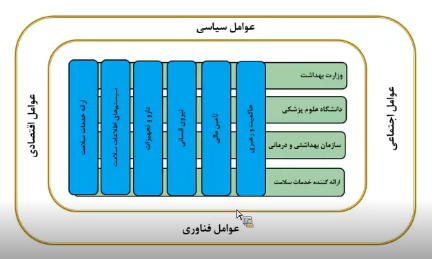 عوامل سیاسی
عوامل اجتماعی
عوامل اقتصادی
وزارت بهداشت
دانشگاه علوم پزشکی
سازمان بهداشتی و درمانی
ارائه کننده خدمات سلامت
حاکمیت و رهبری
تامین مالی
نیروی انسانی
دارو و تجهیزات
سیستم‌های اطلاعات سلامت
ارائه خدمات سلامت
عوامل فناوری